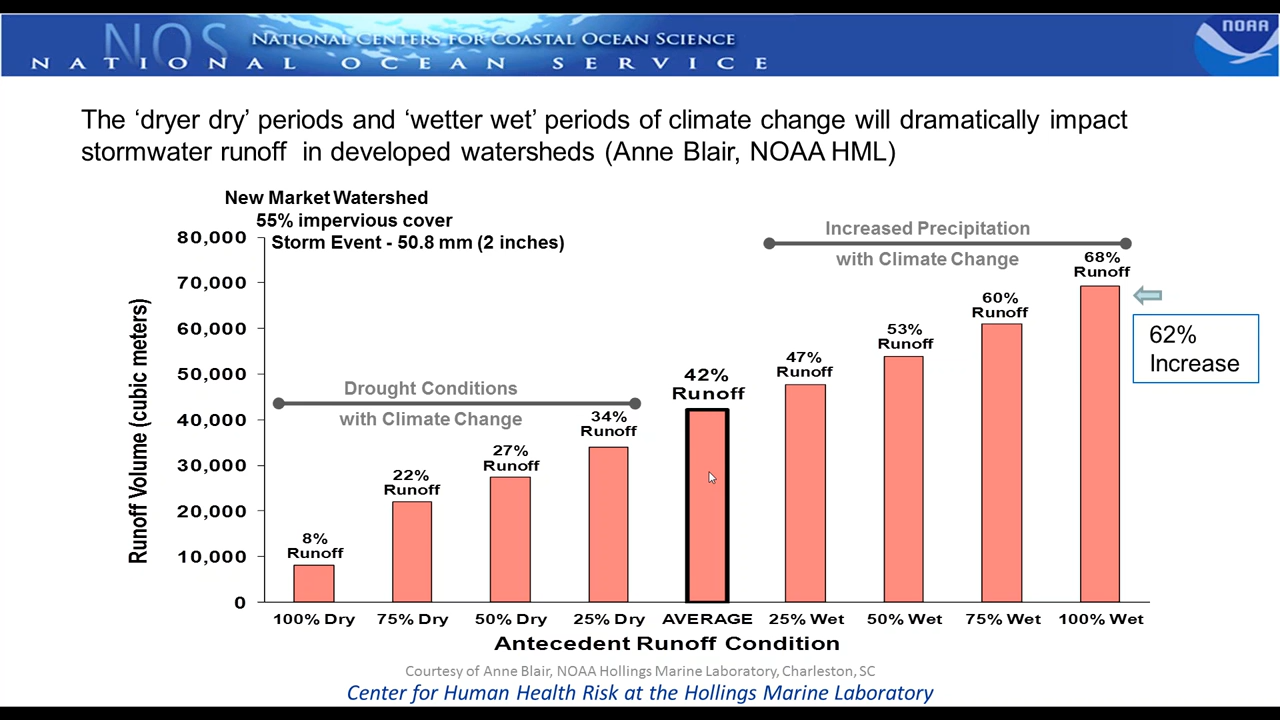 NOS
NATIONAL CENTERS FOR COASTAL OCEAN SCIENCE
NATIONAL OCEAN SERVICE
NOAA
The ‘dryer dry’ periods and ‘wetter wet’ periods of climate change will dramatically impact
stormwater runoff in developed watersheds (Anne Blair, NOAA HML)
New Market Watershed
55% impervious cover
Storm Event - 50.8 mm (2 inches)
Increased Precipitation
with Climate Change
Drought Conditions
with Climate Change
Runoff Volume (cubic meters)
80,000
70,000
60,000
50,000
40,000
30,000
20,000
10,000
0
8%
Runoff
22%
Runoff
27%
Runoff
34%
Runoff
42%
Runoff
47%
Runoff
53%
Runoff
60%
Runoff
68%
Runoff
62%
Increase
100% Dry 75% Dry 50% Dry 25% Dry AVERAGE 25% Wet 50% Wet 75% Wet 100% Wet
Antecedent Runoff Condition
Courtesy of Anne Blair, NOAA Hollings Marine Laboratory, Charleston, SC
Center for Human Health Risk at the Hollings Marine Laboratory